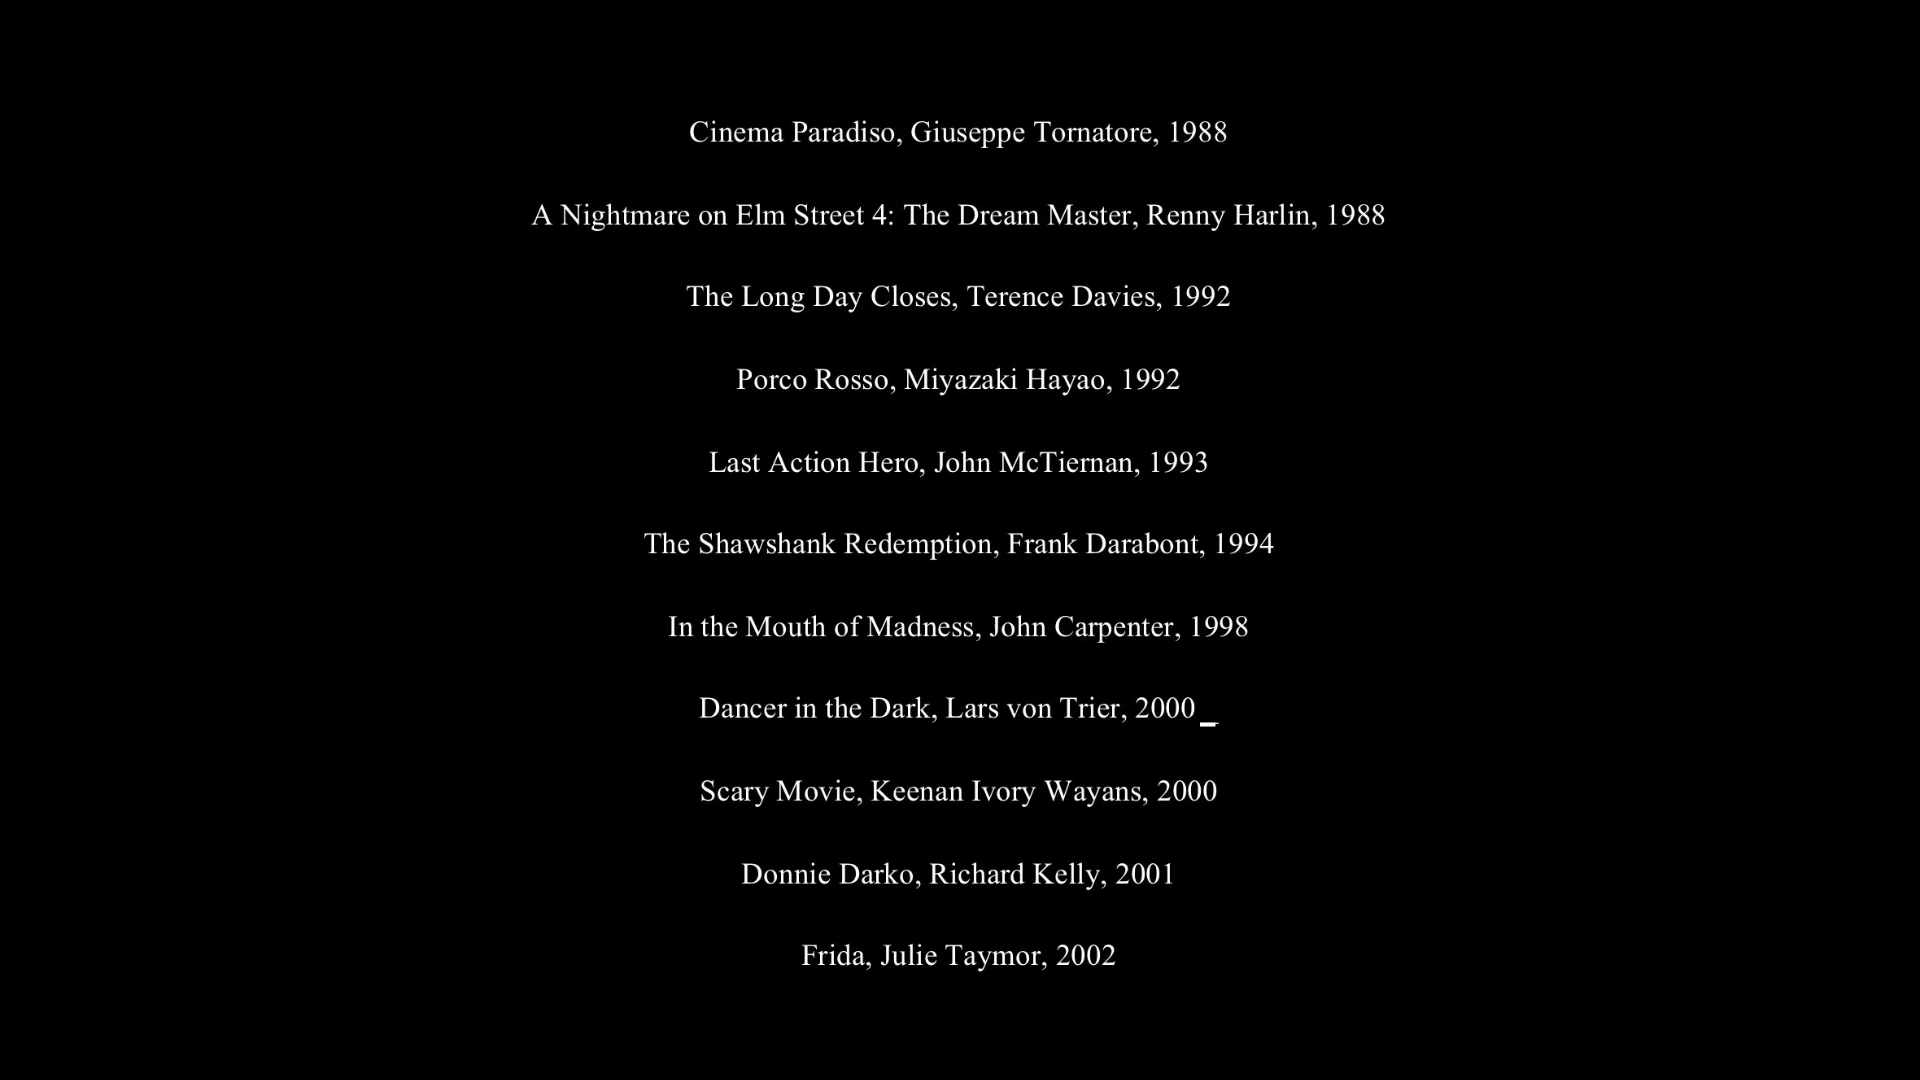 Cinema Paradiso, Giuseppe Tornatore, 1988
A Nightmare on Elm Street 4: The Dream Master, Renny Harlin, 1988
The Long Day Closes, Terence Davies, 1992
Porco Rosso, Miyazaki Hayao, 1992
Last Action Hero, John McTiernan, 1993
The Shawshank Redemption, Frank Darabont, 1994
In the Mouth of Madness, John Carpenter, 1998
Dancer in the Dark, Lars von Trier, 2000 _
Scary Movie, Keenan Ivory Wayans, 2000
Donnie Darko, Richard Kelly, 2001
Frida, Julie Taymor, 2002